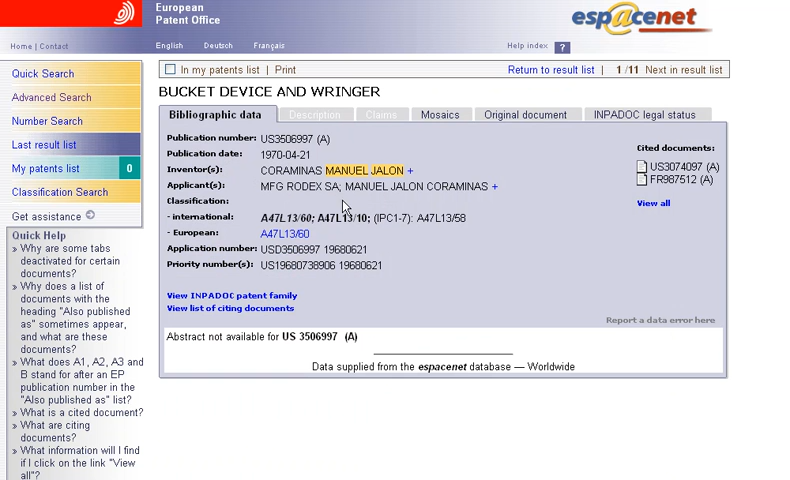 European
Patent Office
espacenet
Home | Contact
English Deutsch Français
Help index ?
Quick Search
Advanced Search
Number Search
Last result list
My patents list 0
Classification Search
Get assistance
Quick Help
» Why are some tabs
deactivated for certain
documents?
» Why does a list of
documents with the
heading "Also published
as" sometimes appear,
and what are these
documents?
» What does A1, A2, A3 and
B stand for after an EP
publication number in the
"Also published as" list?
» What is a cited document?
» What are citing
documents?
» What information will I find
if I click on the link "View
all"?
In my patents list | Print
Return to result list | 1 /11 Next in result list
BUCKET DEVICE AND WRINGER
Bibliographic data Description Claims Mosaics Original document INPADOC legal status
Publication number: US3506997 (A)
Publication date: 1970-04-21
Inventor(s): CORAMINAS MANUEL JALON +
Applicant(s): MFG RODEX SA; MANUEL JALON CORAMINAS +
Classification:
- international: A47L13/60; A47L13/10; (IPC1-7): A47L13/58
- European: A47L13/60
Application number: USD3506997 19680621
Priority number(s): US19680738906 19680621
Cited documents:
US3074097 (A)
FR987512 (A)
View all
View INPADOC patent family
View list of citing documents
Report a data error here
Abstract not available for US 3506997 (A)
Data supplied from the espacenet database — Worldwide